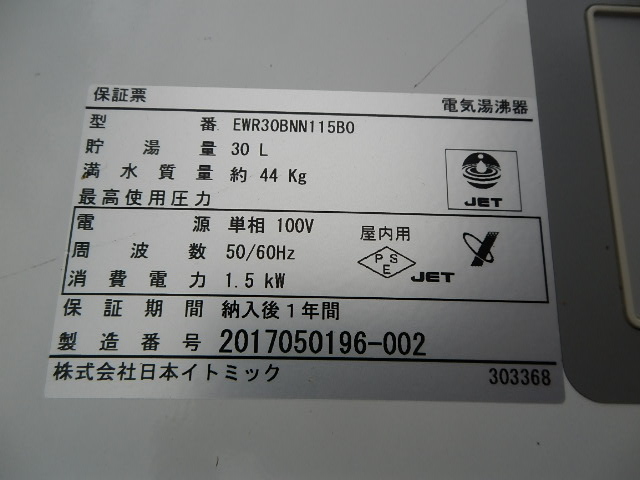 保証票 電気湯沸器
型番 EWR30BNN115B0
貯湯量 30 L
満水質量 約 44 Kg
JET
最高使用圧力
電源 単相 100V
屋内用
周波数 50/60Hz
PSE JET
消費電力 1.5 kW
保証期間 納入後1年間
製造番号 2017050196-002
株式会社日本イトミック 303368